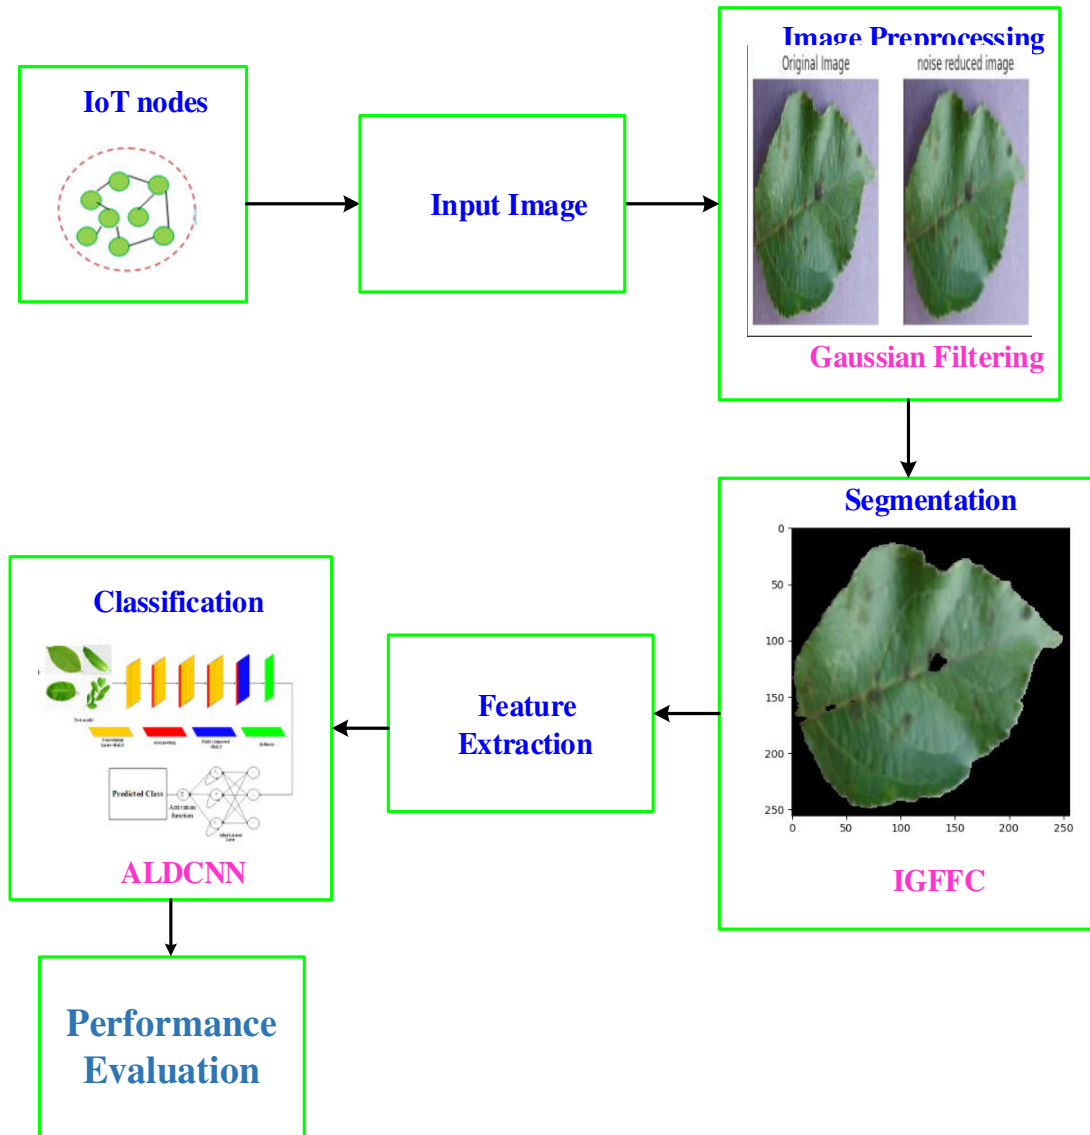 IoT nodes
Input Image
Image Preprocessing
Original Image
noise reduced image
Gaussian Filtering
Segmentation
0
50
100
150
200
250
0
50
100
150
200
250
IGFFC
Feature
Extraction
Classification
Predicted Class
Activation
function
ALDCNN
Performance
Evaluation